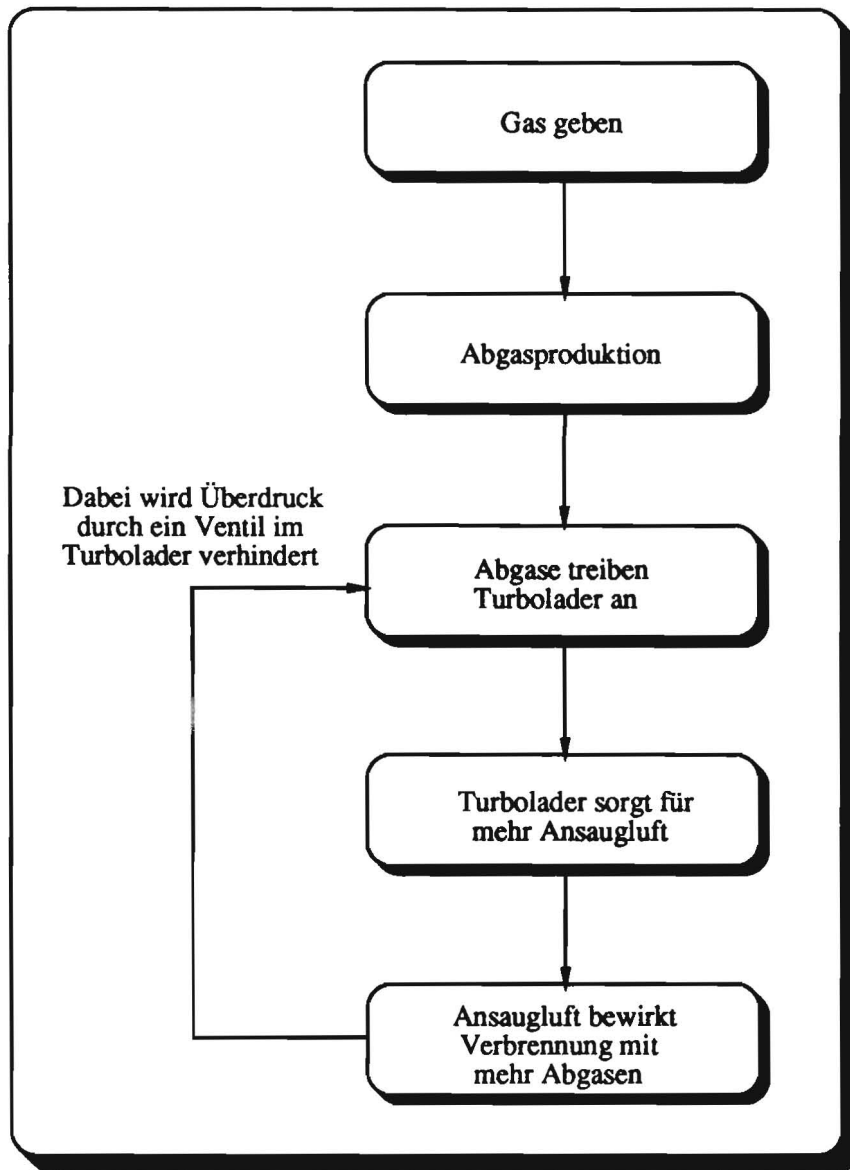 Gas geben
Abgasproduktion
Dabei wird Überdruck
durch ein Ventil im
Turbolader verhindert
Abgase treiben
Turbolader an
Turbolader sorgt für
mehr Ansaugluft
Ansaugluft bewirkt
Verbrennung mit
mehr Abgasen